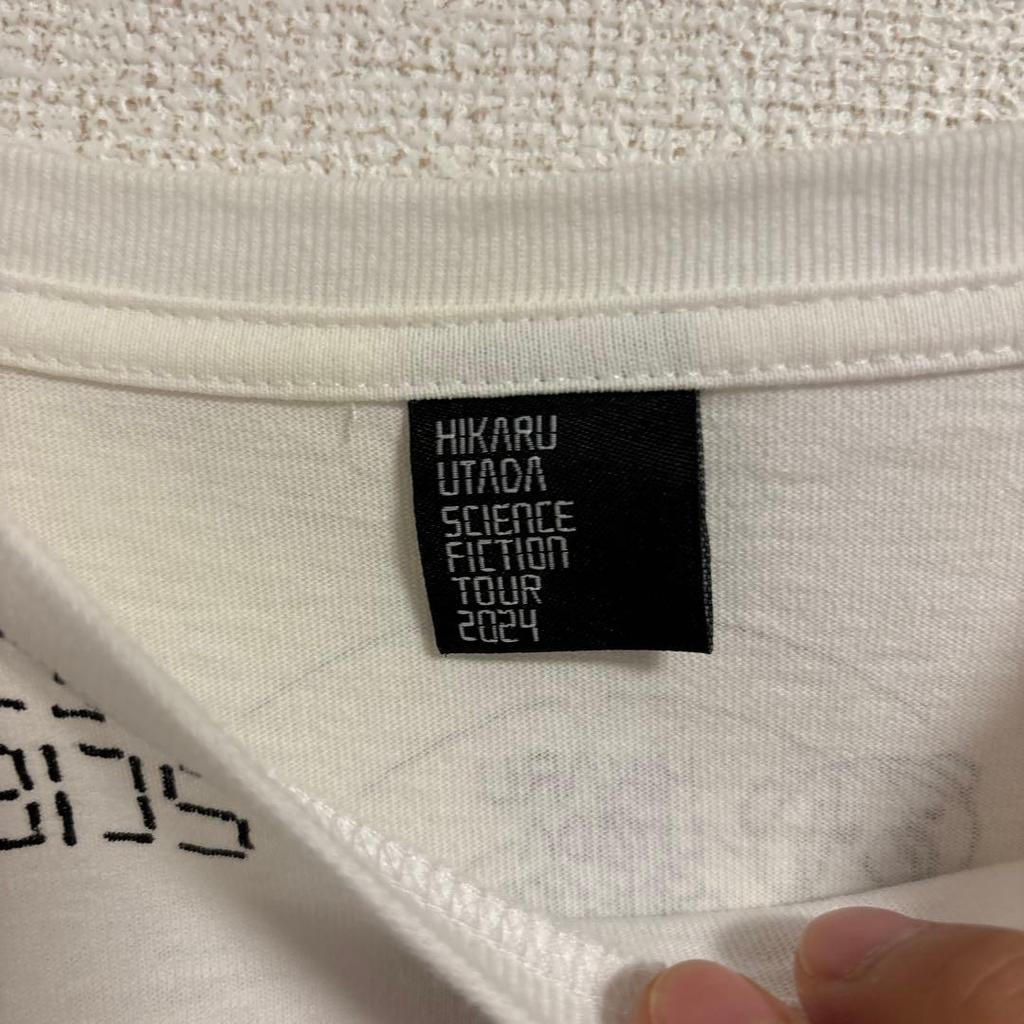 HIKARU
UTADA
SCIENCE
FICTION
TOUR
2024